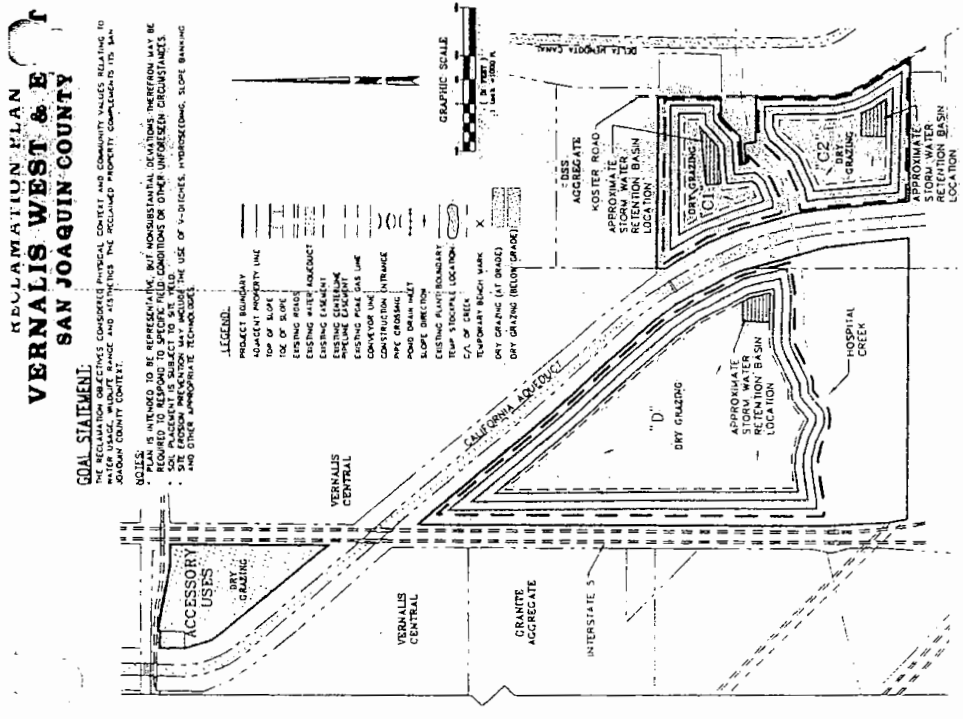 RECLAMATION PLAN
VERNALIS WEST & E
SAN JOAQUIN COUNTY
GOAL STATEMENT:
THE RECLAMATION OBJECTIVES CONSIDERED PHYSICAL CONTEXT AND COMMUNITY VALUES RELATING TO
WATER USAGE, WILDLIFE RANGE AND AESTHETICS. THE RECLAIMED PROPERTY COMPLEMENTS ITS SAN
JOAQUIN COUNTY CONTEXT.
NOTES:
• PLAN IS INTENDED TO BE REPRESENTATIVE, BUT NONSUBSTANTIAL DEVIATIONS THEREFROM MAY BE
REQUIRED TO RESPOND TO SPECIFIC FIELD CONDITIONS OR OTHER UNFORESEEN CIRCUMSTANCES.
• SOIL PLACEMENT IS SUBJECT TO SITE YIELD.
• SITE EROSION PREVENTION MAY INCLUDE THE USE OF V-DITCHES, HYDROSEEDING, SLOPE BANKING
AND OTHER APPROPRIATE TECHNOLOGIES.
LEGEND:
PROJECT BOUNDARY
ADJACENT PROPERTY LINE
TOP OF SLOPE
TOE OF SLOPE
EXISTING ROADS
EXISTING WATER AQUEDUCT
EXISTING EASEMENT
EXISTING CENTERLINE
PIPELINE EASEMENT
EXISTING PG&E GAS LINE
CONVEYOR LINE
CONSTRUCTION ENTRANCE
PIPE CROSSING
POND DRAIN INLET
SLOPE DIRECTION
EXISTING PLANT BOUNDARY
TEMP STOCKPILE LOCATION
C/L OF CREEK
TEMPORARY BENCH MARK
DRY GRAZING (AT GRADE)
DRY GRAZING (BELOW GRADE)
GRAPHIC SCALE
( IN FEET )
ACCESSORY
USES
DRY
GRAZING
VERNALIS
CENTRAL
VERNALIS
CENTRAL
GRANITE
AGGREGATE
INTERSTATE 5
CALIFORNIA AQUEDUCT
"D"
DRY GRAZING
APPROXIMATE
STORM WATER
RETENTION BASIN
LOCATION
HOSPITAL
CREEK
DSS
AGGREGATE
KOSTER ROAD
APPROXIMATE
STORM WATER
RETENTION BASIN
LOCATION
DRY GRAZING
"C1"
"C2"
DRY
GRAZING
DELTA MENDOTA CANAL
APPROXIMATE
STORM WATER
RETENTION BASIN
LOCATION